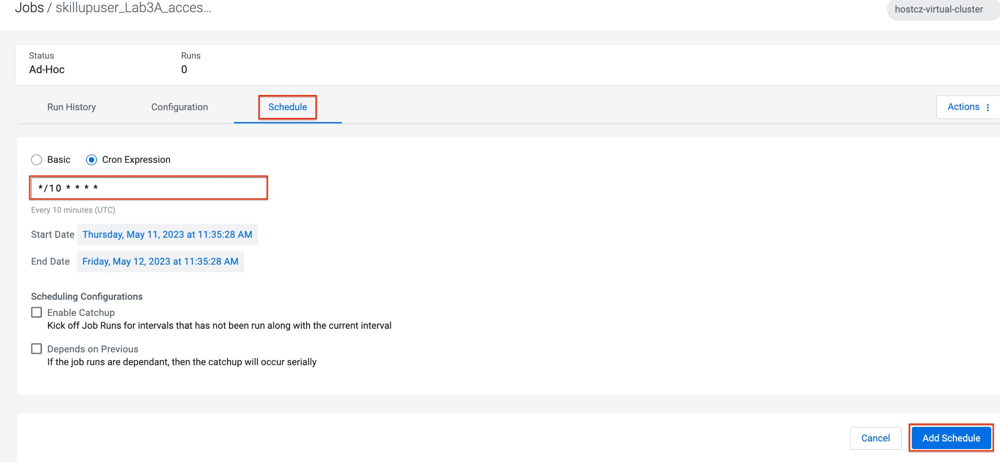 Jobs / skillupuser_Lab3A_acces...
hostcz-virtual-cluster
Status
Runs
Ad-Hoc
0
Run History
Configuration
Schedule
Actions
Basic
Cron Expression
*/10 * * * *
Every 10 minutes (UTC)
Start Date Thursday, May 11, 2023 at 11:35:28 AM
End Date Friday, May 12, 2023 at 11:35:28 AM
Scheduling Configurations
Enable Catchup
Kick off Job Runs for intervals that has not been run along with the current interval
Depends on Previous
If the job runs are dependant, then the catchup will occur serially
Cancel
Add Schedule